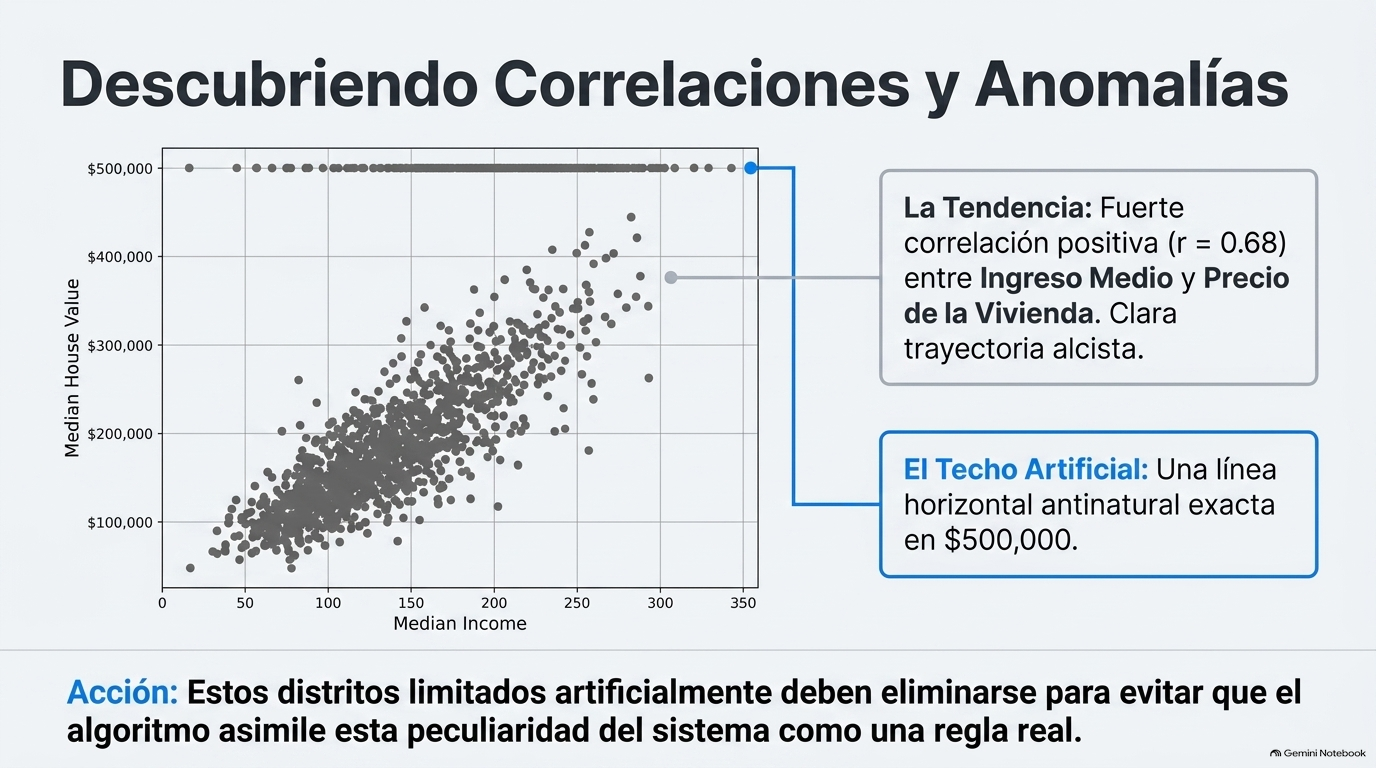 Descubriendo Correlaciones y Anomalías
$500,000
$400,000
$300,000
$200,000
$100,000
Median House Value
0 50 100 150 200 250 300 350
Median Income
La Tendencia: Fuerte
correlación positiva (r = 0.68)
entre Ingreso Medio y Precio
de la Vivienda. Clara
trayectoria alcista.
El Techo Artificial: Una línea
horizontal antinatural exacta
en $500,000.
Acción: Estos distritos limitados artificialmente deben eliminarse para evitar que el
algoritmo asimile esta peculiaridad del sistema como una regla real.
Gemini Notebook